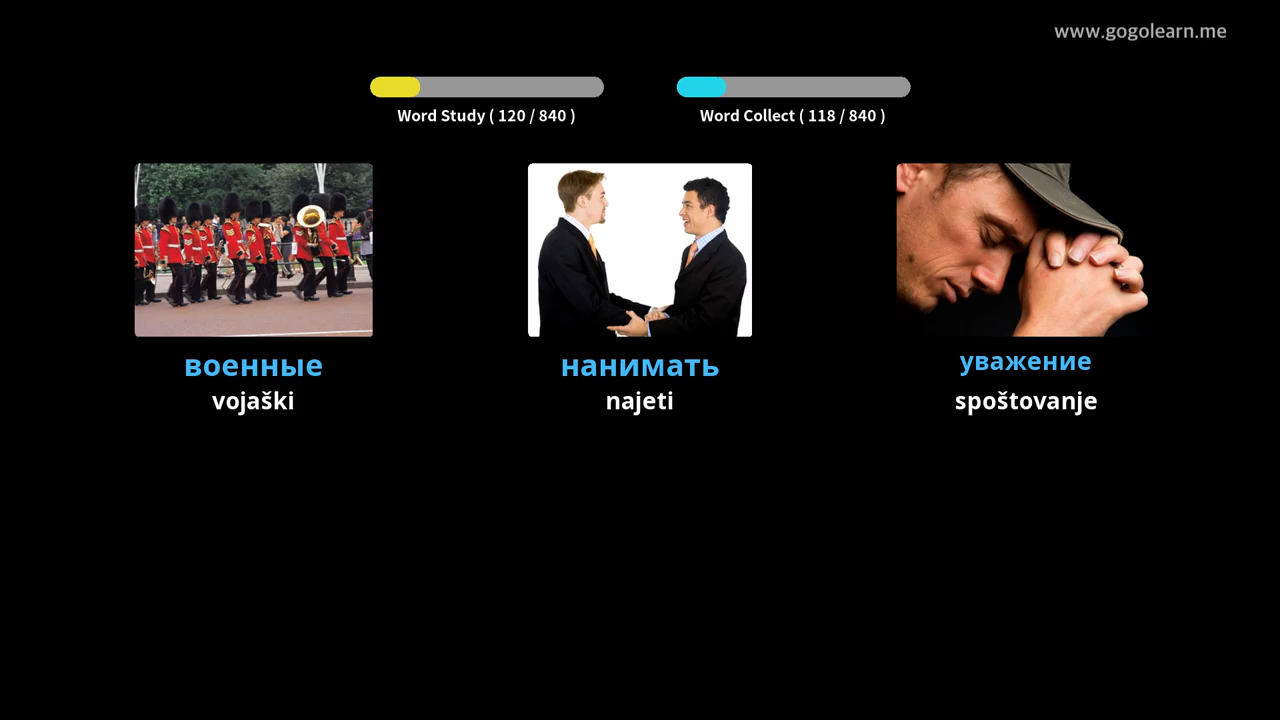 www.gogolearn.me
Word Study ( 120 / 840 )
Word Collect ( 118 / 840 )
военные
vojaški
нанимать
najeti
уважение
spoštovanje